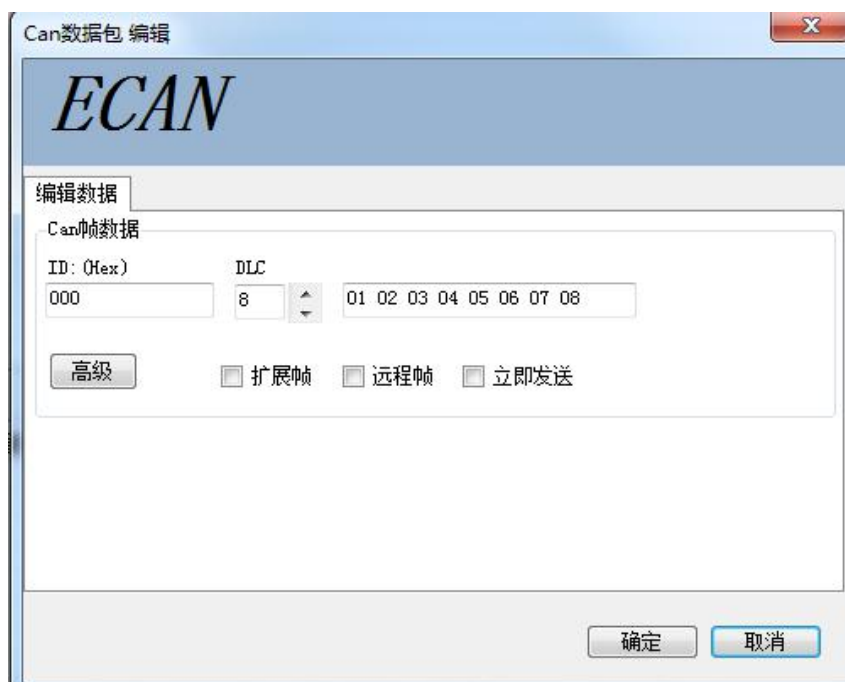 Can数据包 编辑
ECAN
编辑数据
Can帧数据
ID:(Hex) DLC
000 8 01 02 03 04 05 06 07 08
高级 扩展帧 远程帧 立即发送
确定 取消